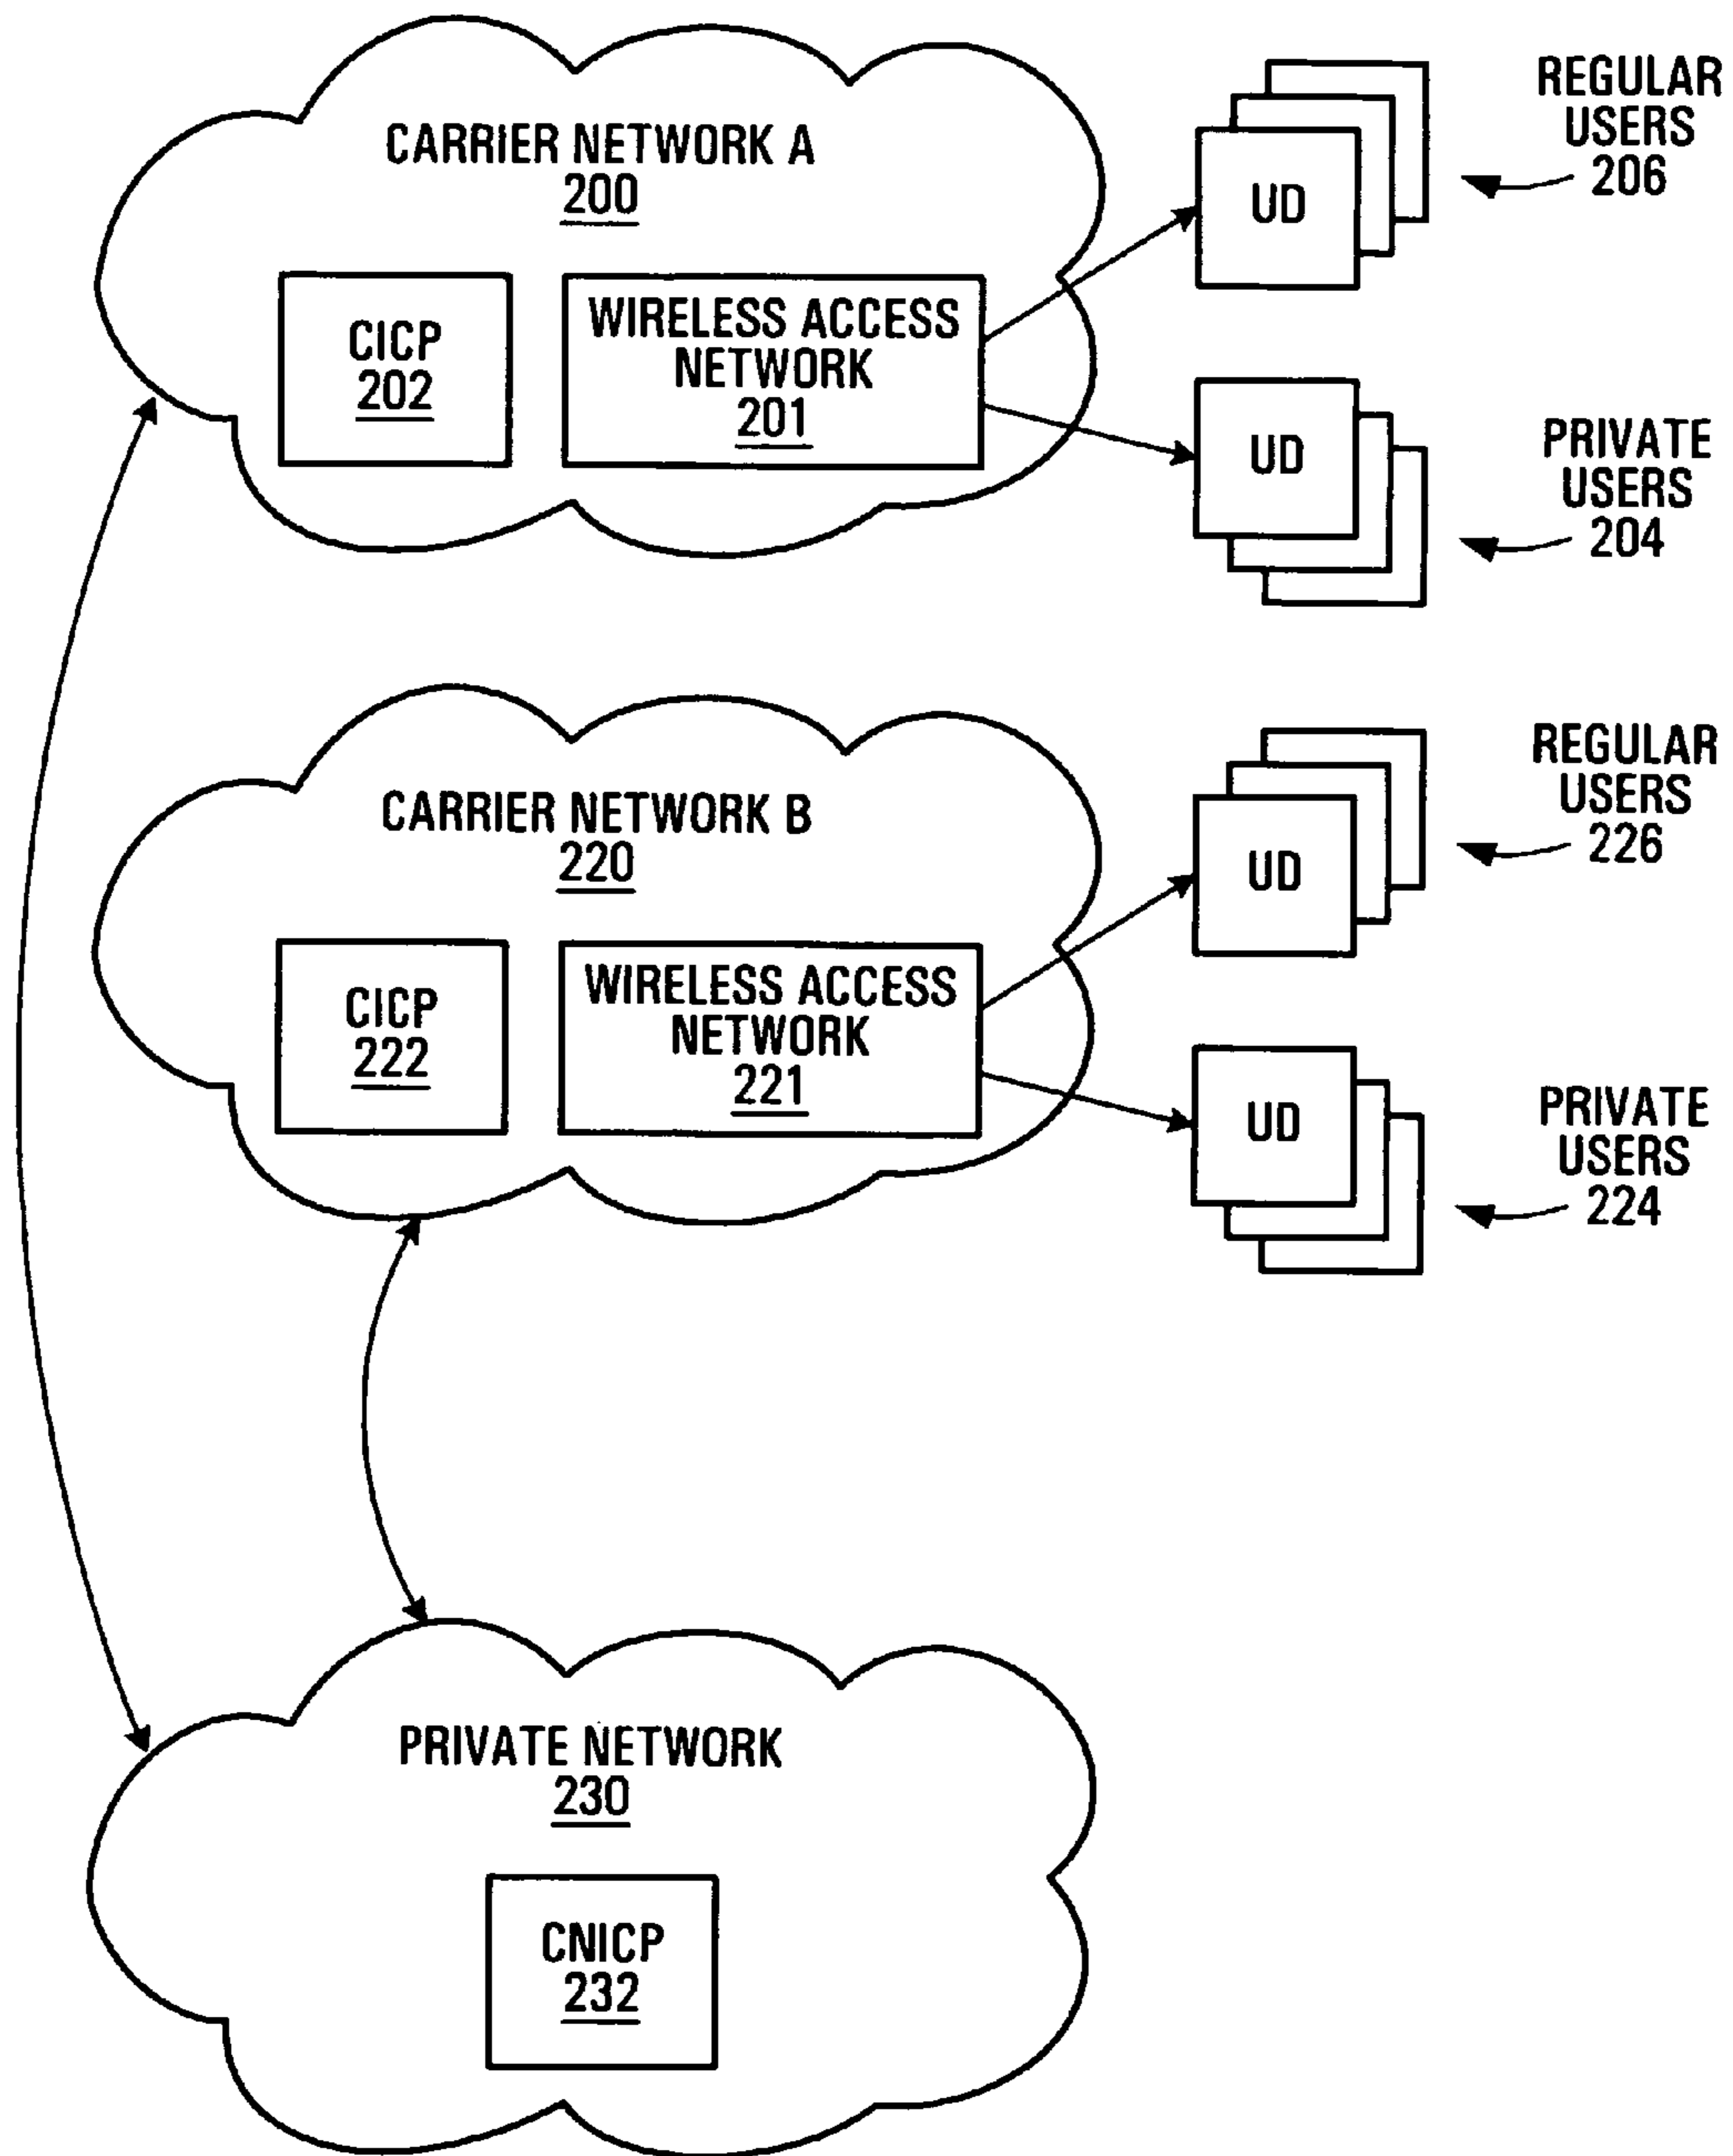 CARRIER NETWORK A
200
CICP
202
WIRELESS ACCESS
NETWORK
201
UD
REGULAR
USERS
206
UD
PRIVATE
USERS
204
CARRIER NETWORK B
220
CICP
222
WIRELESS ACCESS
NETWORK
221
UD
REGULAR
USERS
226
UD
PRIVATE
USERS
224
PRIVATE NETWORK
230
CNICP
232